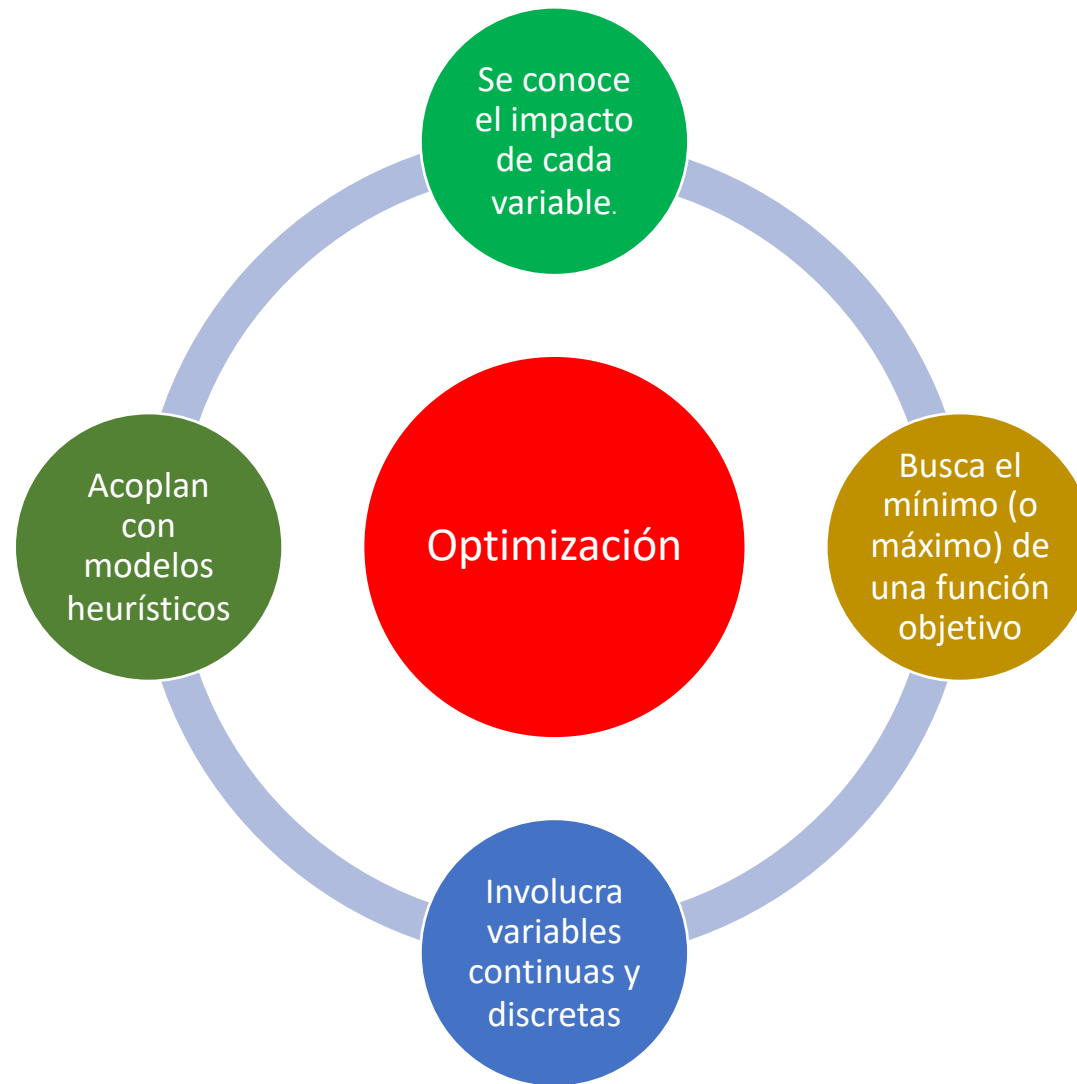 Se conoce
el impacto
de cada
variable.
Busca el
mínimo (o
máximo) de
una función
objetivo
Involucra
variables
continuas y
discretas
Acoplan
con
modelos
heurísticos
Optimización